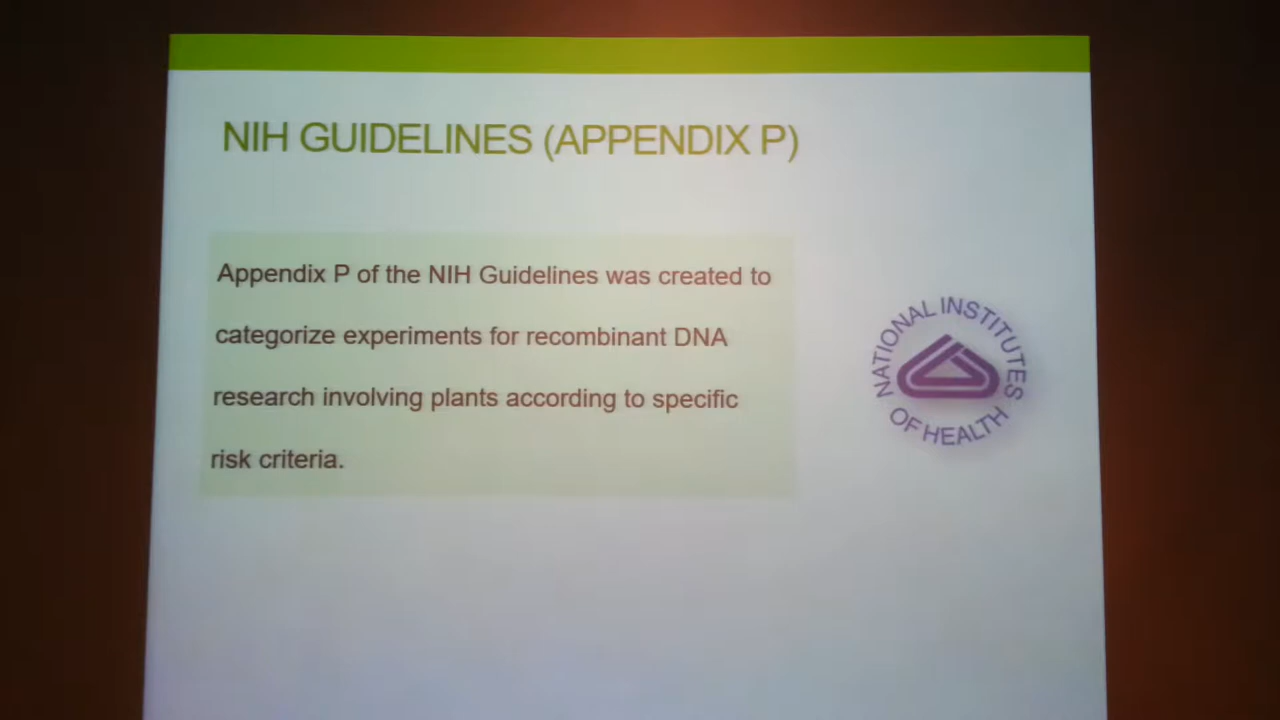 NIH GUIDELINES (APPENDIX P)
Appendix P of the NIH Guidelines was created to
categorize experiments for recombinant DNA
research involving plants according to specific
risk criteria.
NATIONAL INSTITUTES
OF HEALTH